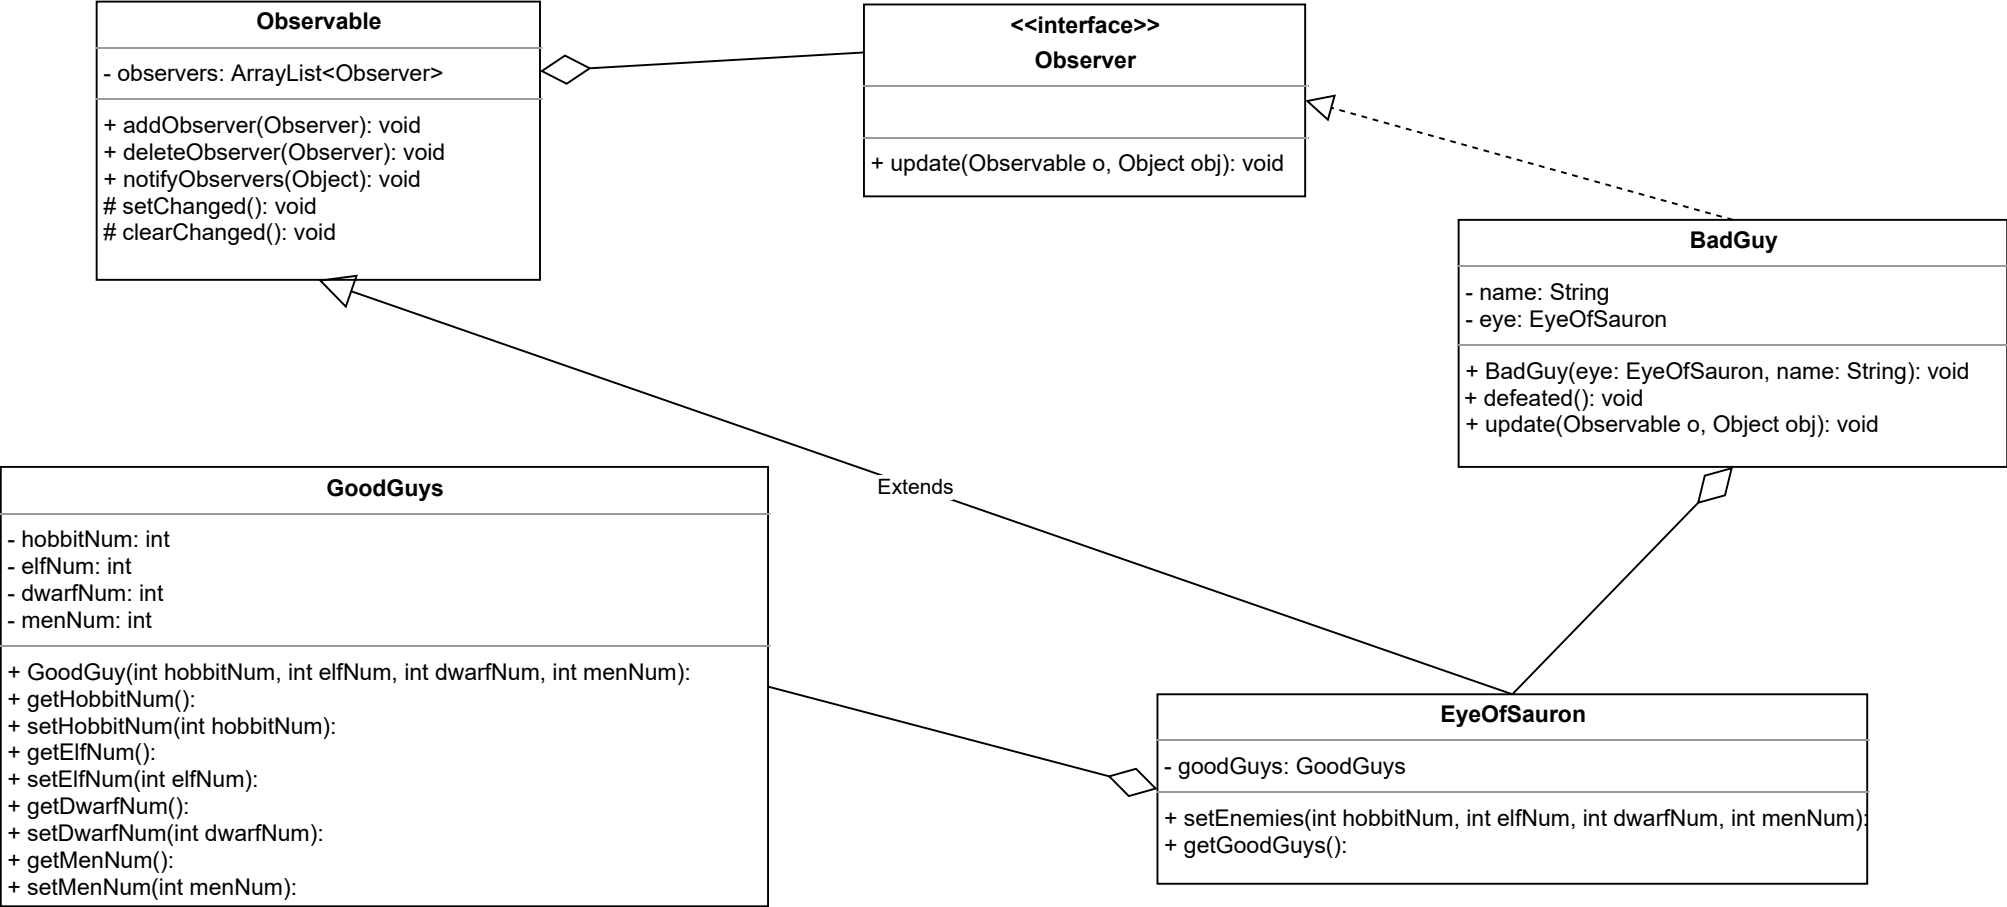 Observable
- observers: ArrayList<Observer>
+ addObserver(Observer): void
+ deleteObserver(Observer): void
+ notifyObservers(Object): void
# setChanged(): void
# clearChanged(): void
<<interface>>
Observer
+ update(Observable o, Object obj): void
BadGuy
- name: String
- eye: EyeOfSauron
+ BadGuy(eye: EyeOfSauron, name: String): void
+ defeated(): void
+ update(Observable o, Object obj): void
Extends
GoodGuys
- hobbitNum: int
- elfNum: int
- dwarfNum: int
- menNum: int
+ GoodGuy(int hobbitNum, int elfNum, int dwarfNum, int menNum):
+ getHobbitNum():
+ setHobbitNum(int hobbitNum):
+ getElfNum():
+ setElfNum(int elfNum):
+ getDwarfNum():
+ setDwarfNum(int dwarfNum):
+ getMenNum():
+ setMenNum(int menNum):
EyeOfSauron
- goodGuys: GoodGuys
+ setEnemies(int hobbitNum, int elfNum, int dwarfNum, int menNum):
+ getGoodGuys():